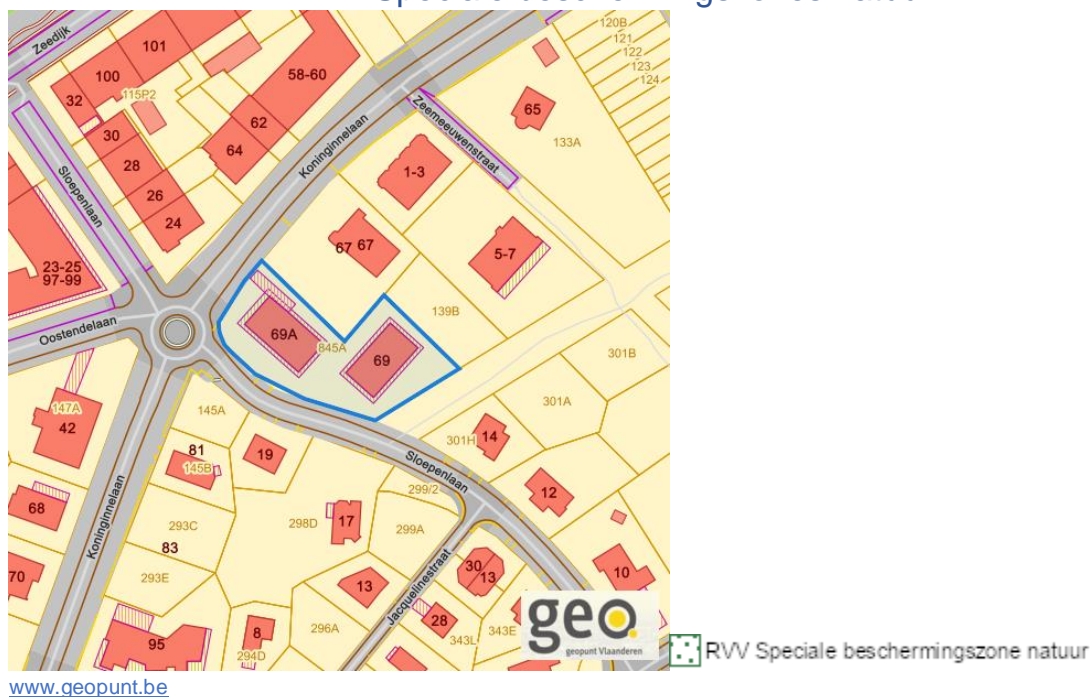 Speciale beschermingszones natuur
Zeedijk
101
100
58-60
120B
121
122
123
124
32
115P2
65
30
62
Zeemeeuwenstraat
133A
28
64
Koninginnelaan
1-3
Sloepenlaan
26
24
67 67
5-7
23-25
97-99
139B
Oostendelaan
69A
845A
69
301B
147A
145A
301A
42
81
145B
19
301H
14
Sloepenlaan
68
299/2
12
293C
298D
17
299A
Koninginnelaan
83
70
293E
13
30
13
10
Jacquelinestraat
28
95
8
296A
343L
343E
294D
geo
geopunt Vlaanderen
RVV Speciale beschermingszone natuur
www.geopunt.be